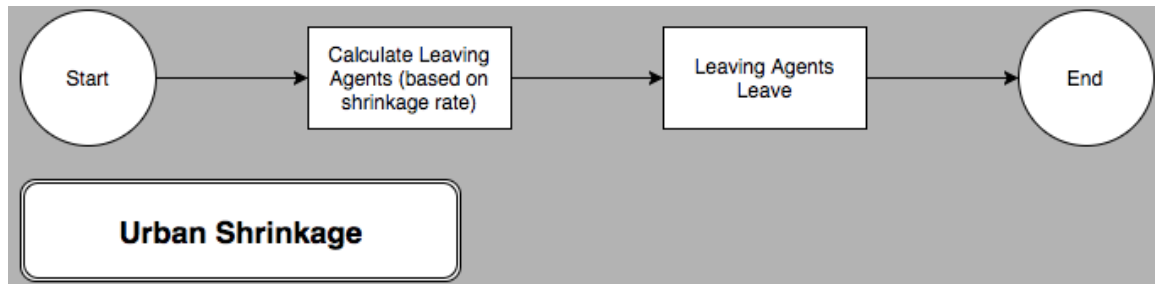 Start
Calculate Leaving
Agents (based on
shrinkage rate)
Leaving Agents
Leave
End
Urban Shrinkage